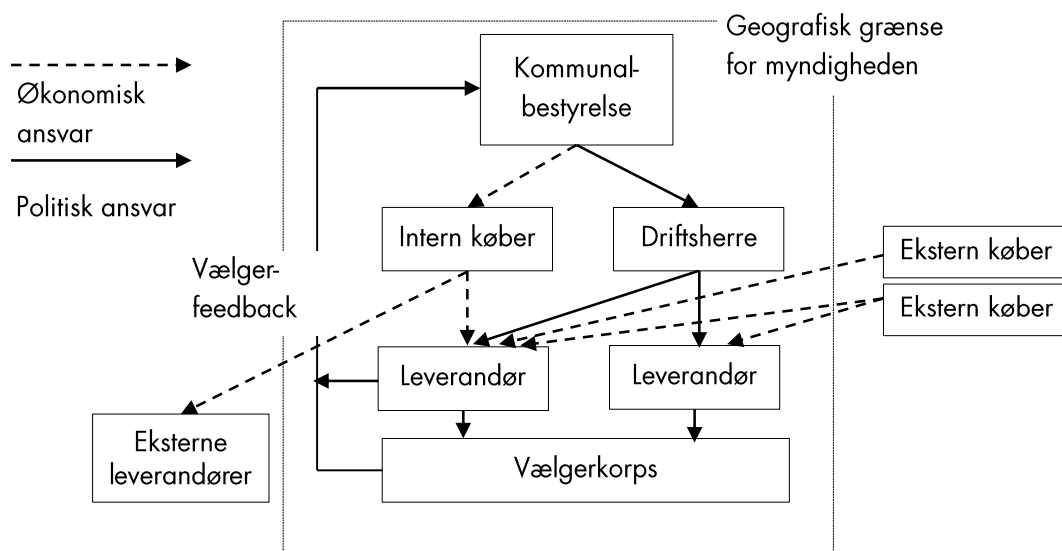 Geografisk grænse
for myndigheden
Økonomisk
ansvar
Politisk ansvar
Kommunal-
bestyrelse
Intern køber
Driftsherre
Ekstern køber
Ekstern køber
Vælger-
feedback
Leverandør
Leverandør
Eksterne
leverandører
Vælgerkorps